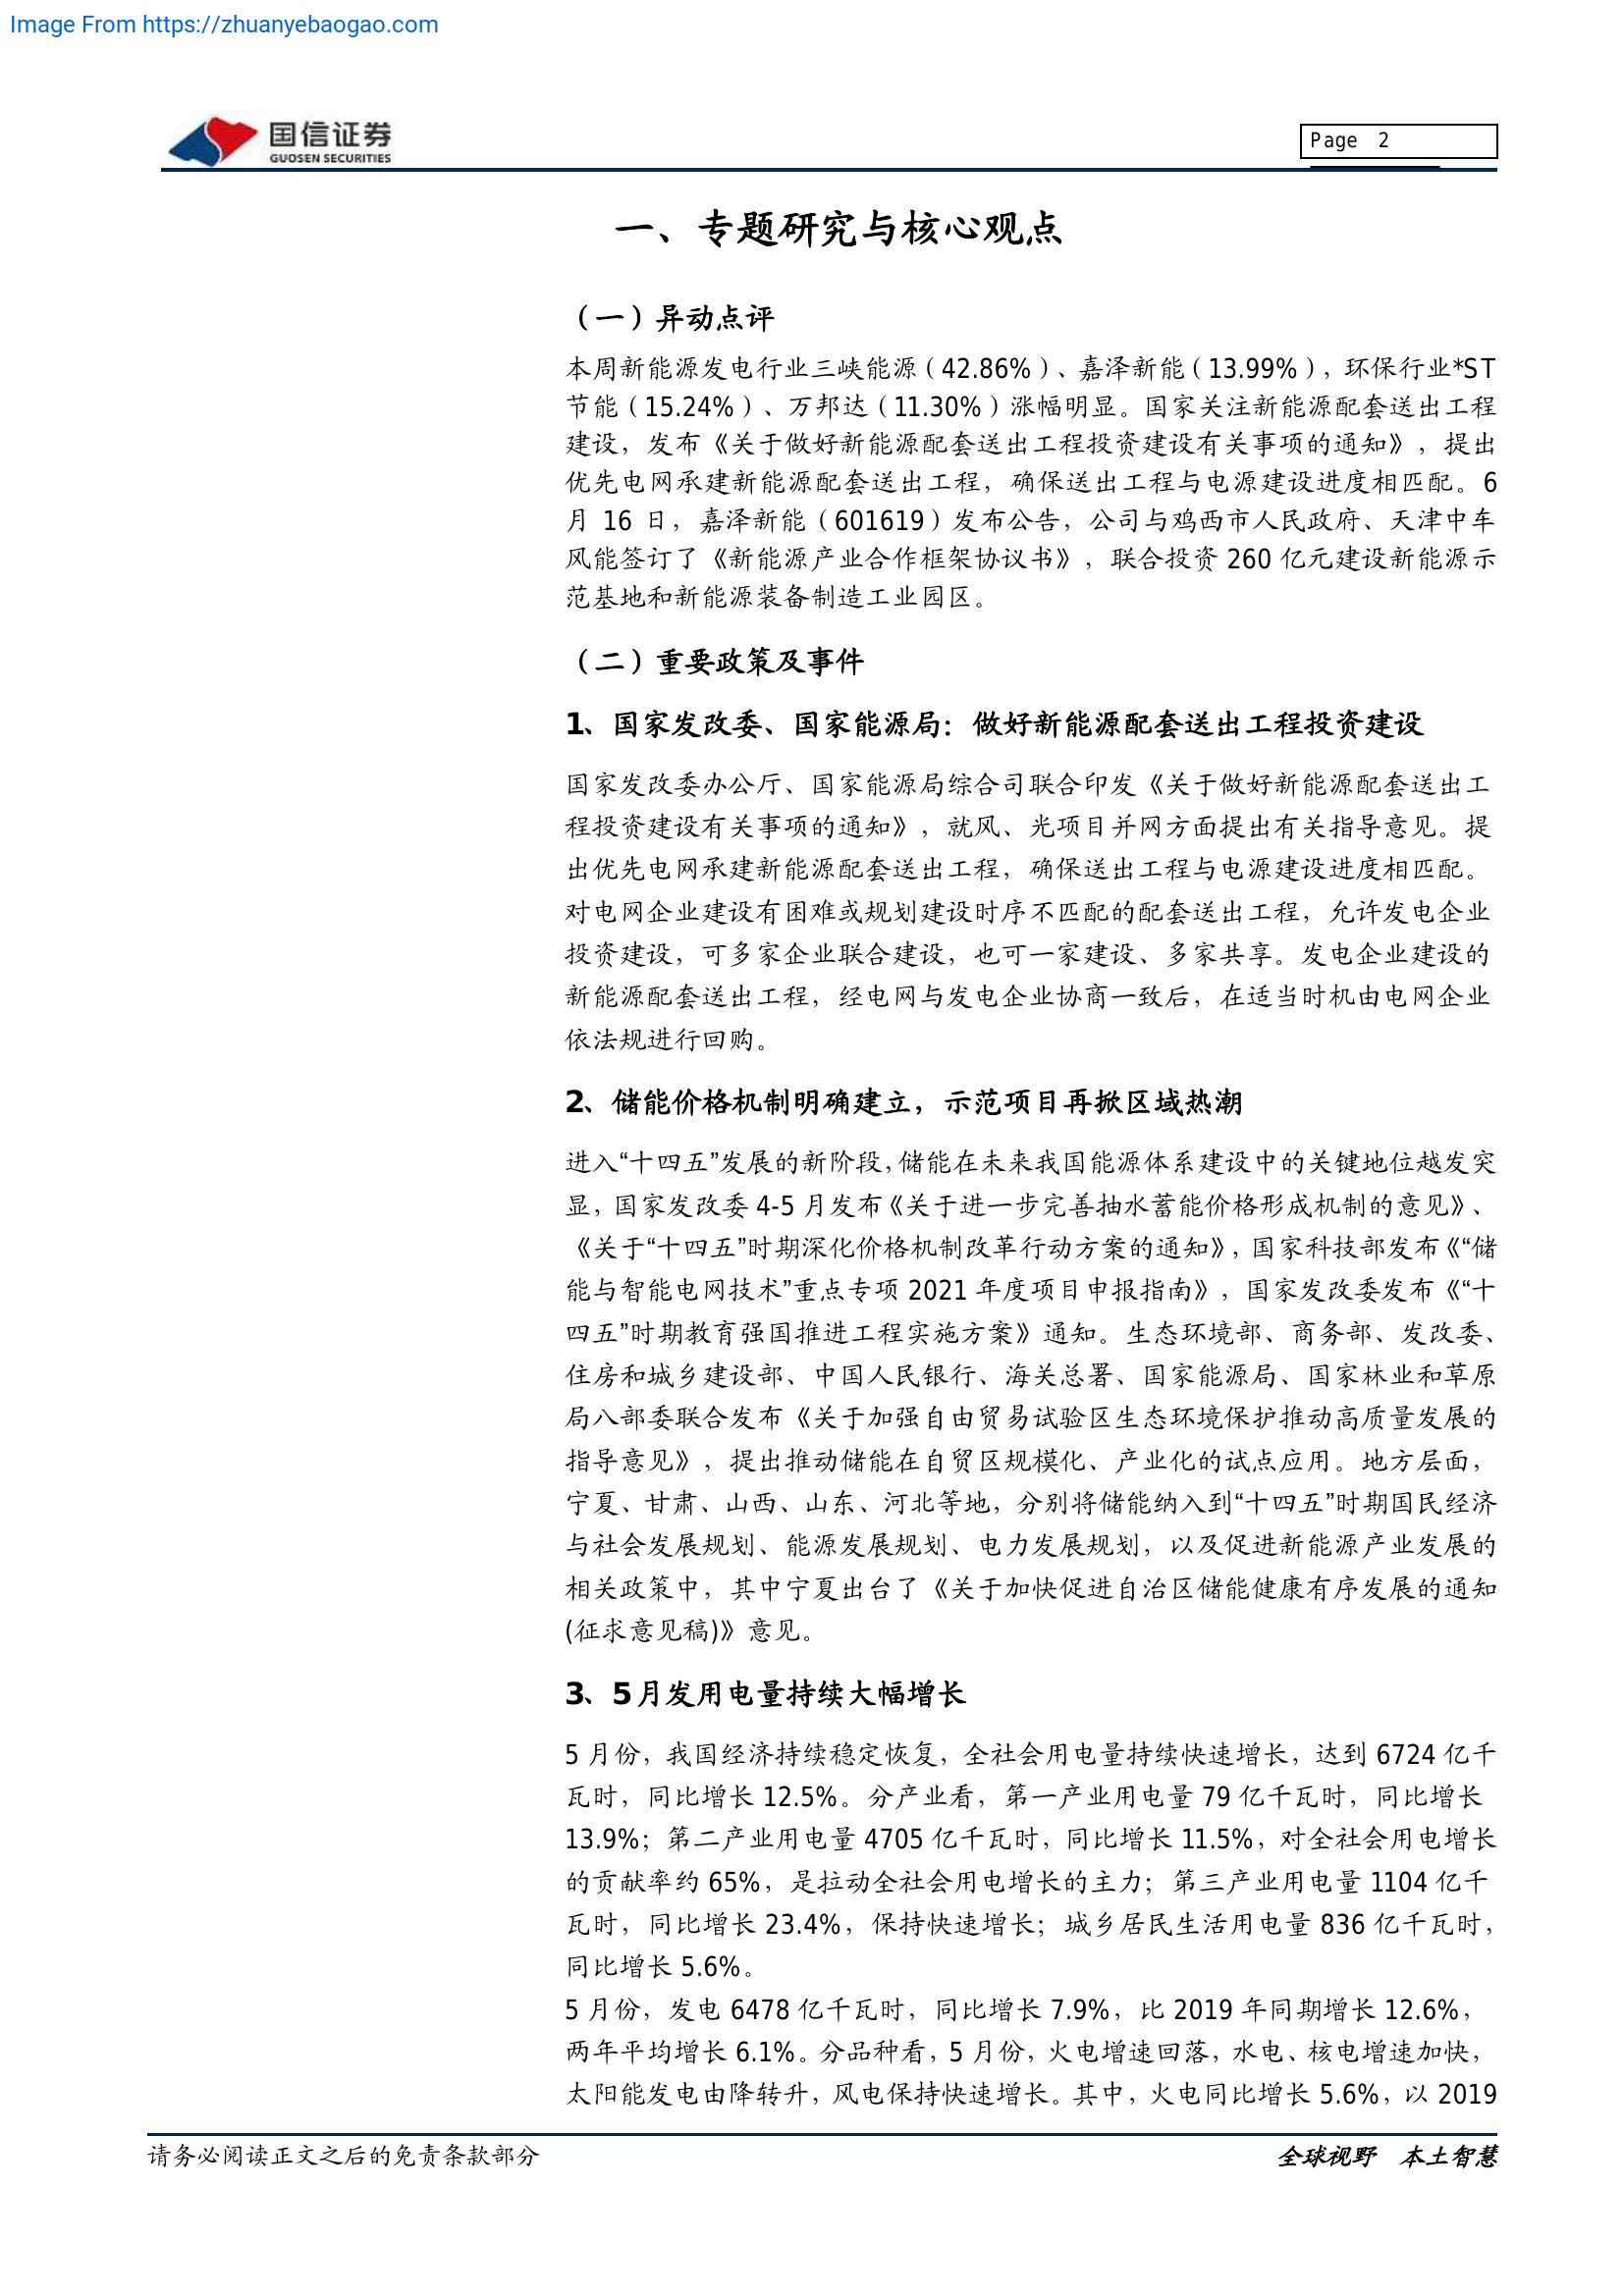 Image From https://zhuanyebaogao.com
国信证券
GUOSEN SECURITIES
Page 2
一、专题研究与核心观点
（一）异动点评
本周新能源发电行业三峡能源（42.86%）、嘉泽新能（13.99%），环保行业*ST
节能（15.24%）、万邦达（11.30%）涨幅明显。国家关注新能源配套送出工程
建设，发布《关于做好新能源配套送出工程投资建设有关事项的通知》，提出
优先电网承建新能源配套送出工程，确保送出工程与电源建设进度相匹配。6
月 16 日，嘉泽新能（601619）发布公告，公司与鸡西市人民政府、天津中车
风能签订了《新能源产业合作框架协议书》，联合投资 260 亿元建设新能源示
范基地和新能源装备制造工业园区。
（二）重要政策及事件
1、国家发改委、国家能源局：做好新能源配套送出工程投资建设
国家发改委办公厅、国家能源局综合司联合印发《关于做好新能源配套送出工
程投资建设有关事项的通知》，就风、光项目并网方面提出有关指导意见。提
出优先电网承建新能源配套送出工程，确保送出工程与电源建设进度相匹配。
对电网企业建设有困难或规划建设时序不匹配的配套送出工程，允许发电企业
投资建设，可多家企业联合建设，也可一家建设、多家共享。发电企业建设的
新能源配套送出工程，经电网与发电企业协商一致后，在适当时机由电网企业
依法规进行回购。
2、储能价格机制明确建立，示范项目再掀区域热潮
进入“十四五”发展的新阶段，储能在未来我国能源体系建设中的关键地位越发突
显，国家发改委 4-5 月发布《关于进一步完善抽水蓄能价格形成机制的意见》、
《关于“十四五”时期深化价格机制改革行动方案的通知》，国家科技部发布《“储
能与智能电网技术”重点专项 2021 年度项目申报指南》，国家发改委发布《“十
四五”时期教育强国推进工程实施方案》通知。生态环境部、商务部、发改委、
住房和城乡建设部、中国人民银行、海关总署、国家能源局、国家林业和草原
局八部委联合发布《关于加强自由贸易试验区生态环境保护推动高质量发展的
指导意见》，提出推动储能在自贸区规模化、产业化的试点应用。地方层面，
宁夏、甘肃、山西、山东、河北等地，分别将储能纳入到“十四五”时期国民经济
与社会发展规划、能源发展规划、电力发展规划，以及促进新能源产业发展的
相关政策中，其中宁夏出台了《关于加快促进自治区储能健康有序发展的通知
(征求意见稿)》意见。
3、5 月发用电量持续大幅增长
5 月份，我国经济持续稳定恢复，全社会用电量持续快速增长，达到 6724 亿千
瓦时，同比增长 12.5%。分产业看，第一产业用电量 79 亿千瓦时，同比增长
13.9%；第二产业用电量 4705 亿千瓦时，同比增长 11.5%，对全社会用电增长
的贡献率约 65%，是拉动全社会用电增长的主力；第三产业用电量 1104 亿千
瓦时，同比增长 23.4%，保持快速增长；城乡居民生活用电量 836 亿千瓦时，
同比增长 5.6%。
5 月份，发电 6478 亿千瓦时，同比增长 7.9%，比 2019 年同期增长 12.6%，
两年平均增长 6.1%。分品种看，5 月份，火电增速回落，水电、核电增速加快，
太阳能发电由降转升，风电保持快速增长。其中，火电同比增长 5.6%，以 2019
请务必阅读正文之后的免责条款部分
全球视野 本土智慧